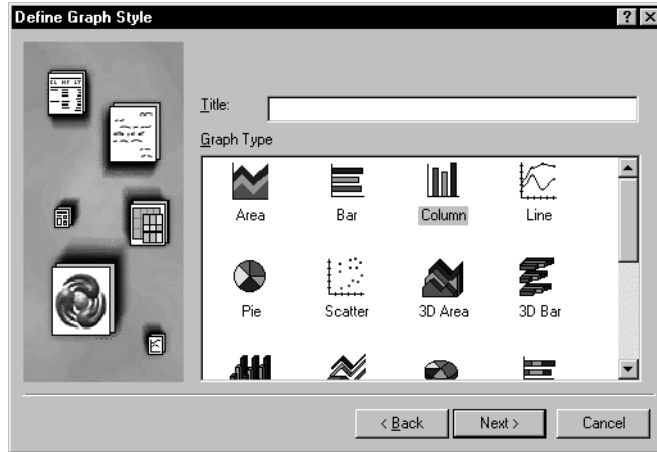 Define Graph Style
Title:
Graph Type
Area Bar Column Line
Pie Scatter 3D Area 3D Bar
< Back Next > Cancel